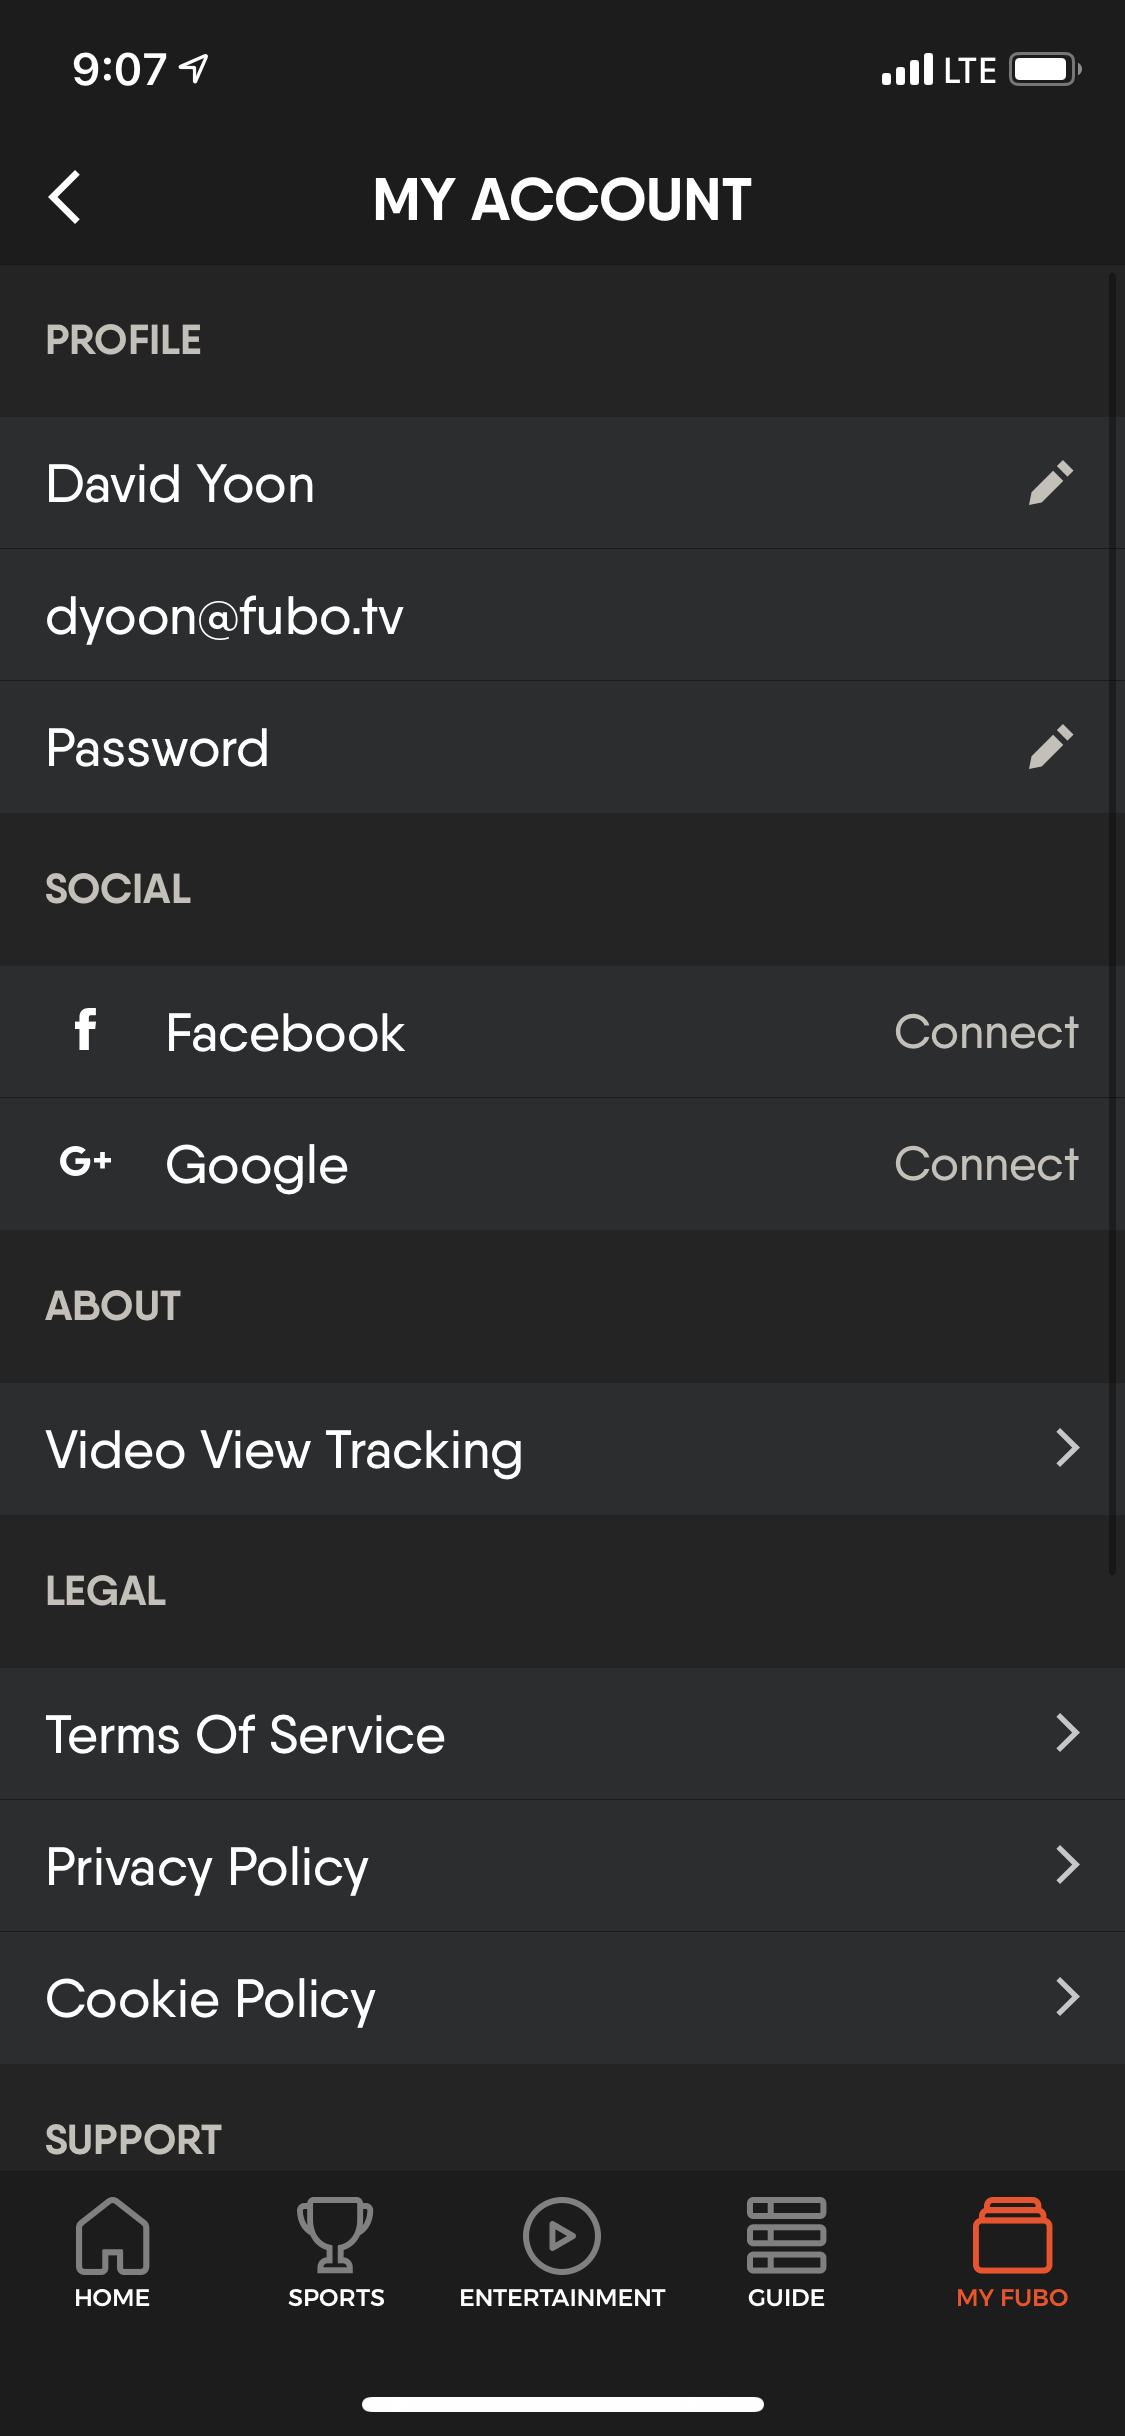 9:07 LTE
MY ACCOUNT
PROFILE
David Yoon
dyoon@fubo.tv
Password
SOCIAL
f Facebook Connect
G+ Google Connect
ABOUT
Video View Tracking
LEGAL
Terms Of Service
Privacy Policy
Cookie Policy
SUPPORT
HOME SPORTS ENTERTAINMENT GUIDE MY FUBO